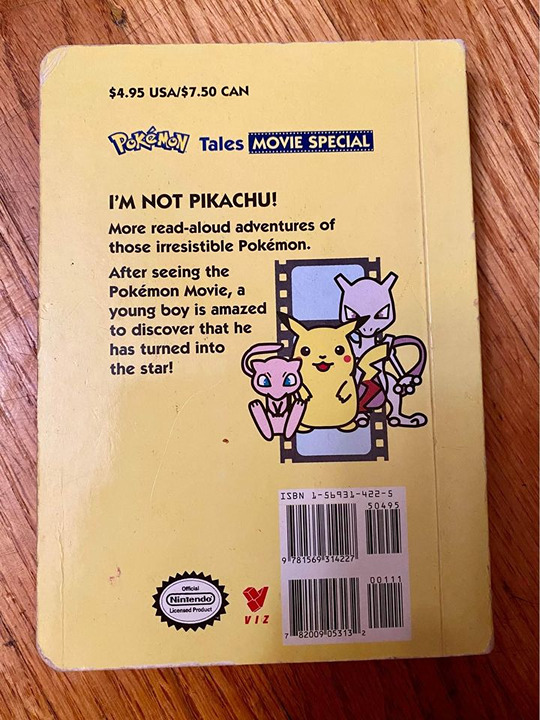 $4.95 USA/$7.50 CAN
POKéMON Tales MOVIE SPECIAL
I'M NOT PIKACHU!
More read-aloud adventures of
those irresistible Pokémon.
After seeing the
Pokémon Movie, a
young boy is amazed
to discover that he
has turned into
the star!
ISBN 1-56931-422-5
50495
9 781569 314227
00111
7 82009 05313 2
Official
Nintendo
Licensed Product
VIZ